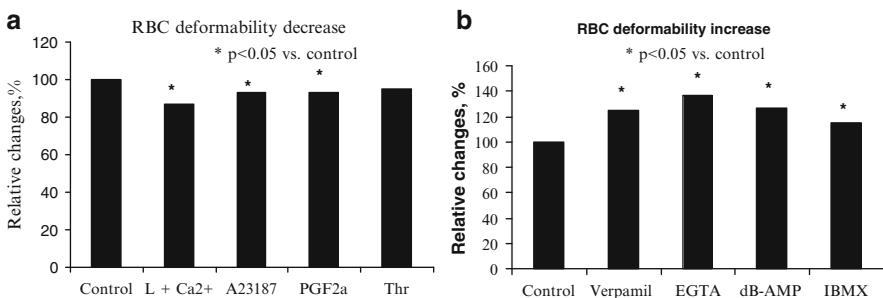 a
RBC deformability decrease
* p<0.05 vs. control
Relative changes,%
120
100
80
60
40
20
0
*
*
*
Control L + Ca2+ A23187 PGF2a Thr
b
RBC deformability increase
* p<0.05 vs. control
Relative changes, %
160
140
120
100
80
60
40
20
0
*
*
*
*
Control Verpamil EGTA dB-AMP IBMX